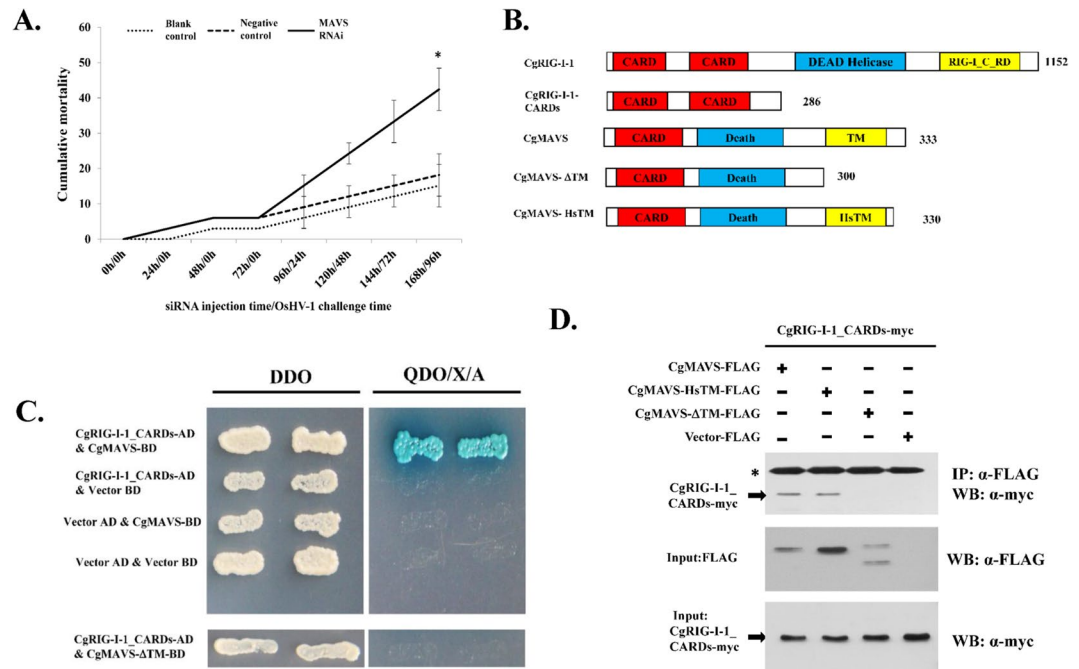 A.
Blank control
Negative control
MAVS RNAi
Cumulative mortality
60
50
40
30
20
10
0
*
0h/0h
24h/0h
48h/0h
72h/0h
96h/24h
120h/48h
144h/72h
168h/96h
siRNA injection time/OsHV-1 challenge time
B.
CgRIG-I-1
CARD CARD DEAD Helicase RIG-I_C_RD 1152
CgRIG-I-1-
CARDs
CARD CARD 286
CgMAVS
CARD Death TM 333
CgMAVS- ΔTM
CARD Death 300
CgMAVS- HsTM
CARD Death HsTM 330
C.
DDO QDO/X/A
CgRIG-I-1_CARDs-AD
& CgMAVS-BD
CgRIG-I-1_CARDs-AD
& Vector BD
Vector AD & CgMAVS-BD
Vector AD & Vector BD
CgRIG-I-1_CARDs-AD
& CgMAVS-ΔTM-BD
D.
CgRIG-I-1_CARDs-myc
CgMAVS-FLAG + − − −
CgMAVS-HsTM-FLAG − + − −
CgMAVS-ΔTM-FLAG − − + −
Vector-FLAG − − − +
*
CgRIG-I-1_
CARDs-myc
IP: α-FLAG
WB: α-myc
Input:FLAG
WB: α-FLAG
Input:
CgRIG-I-1_
CARDs-myc
WB: α-myc